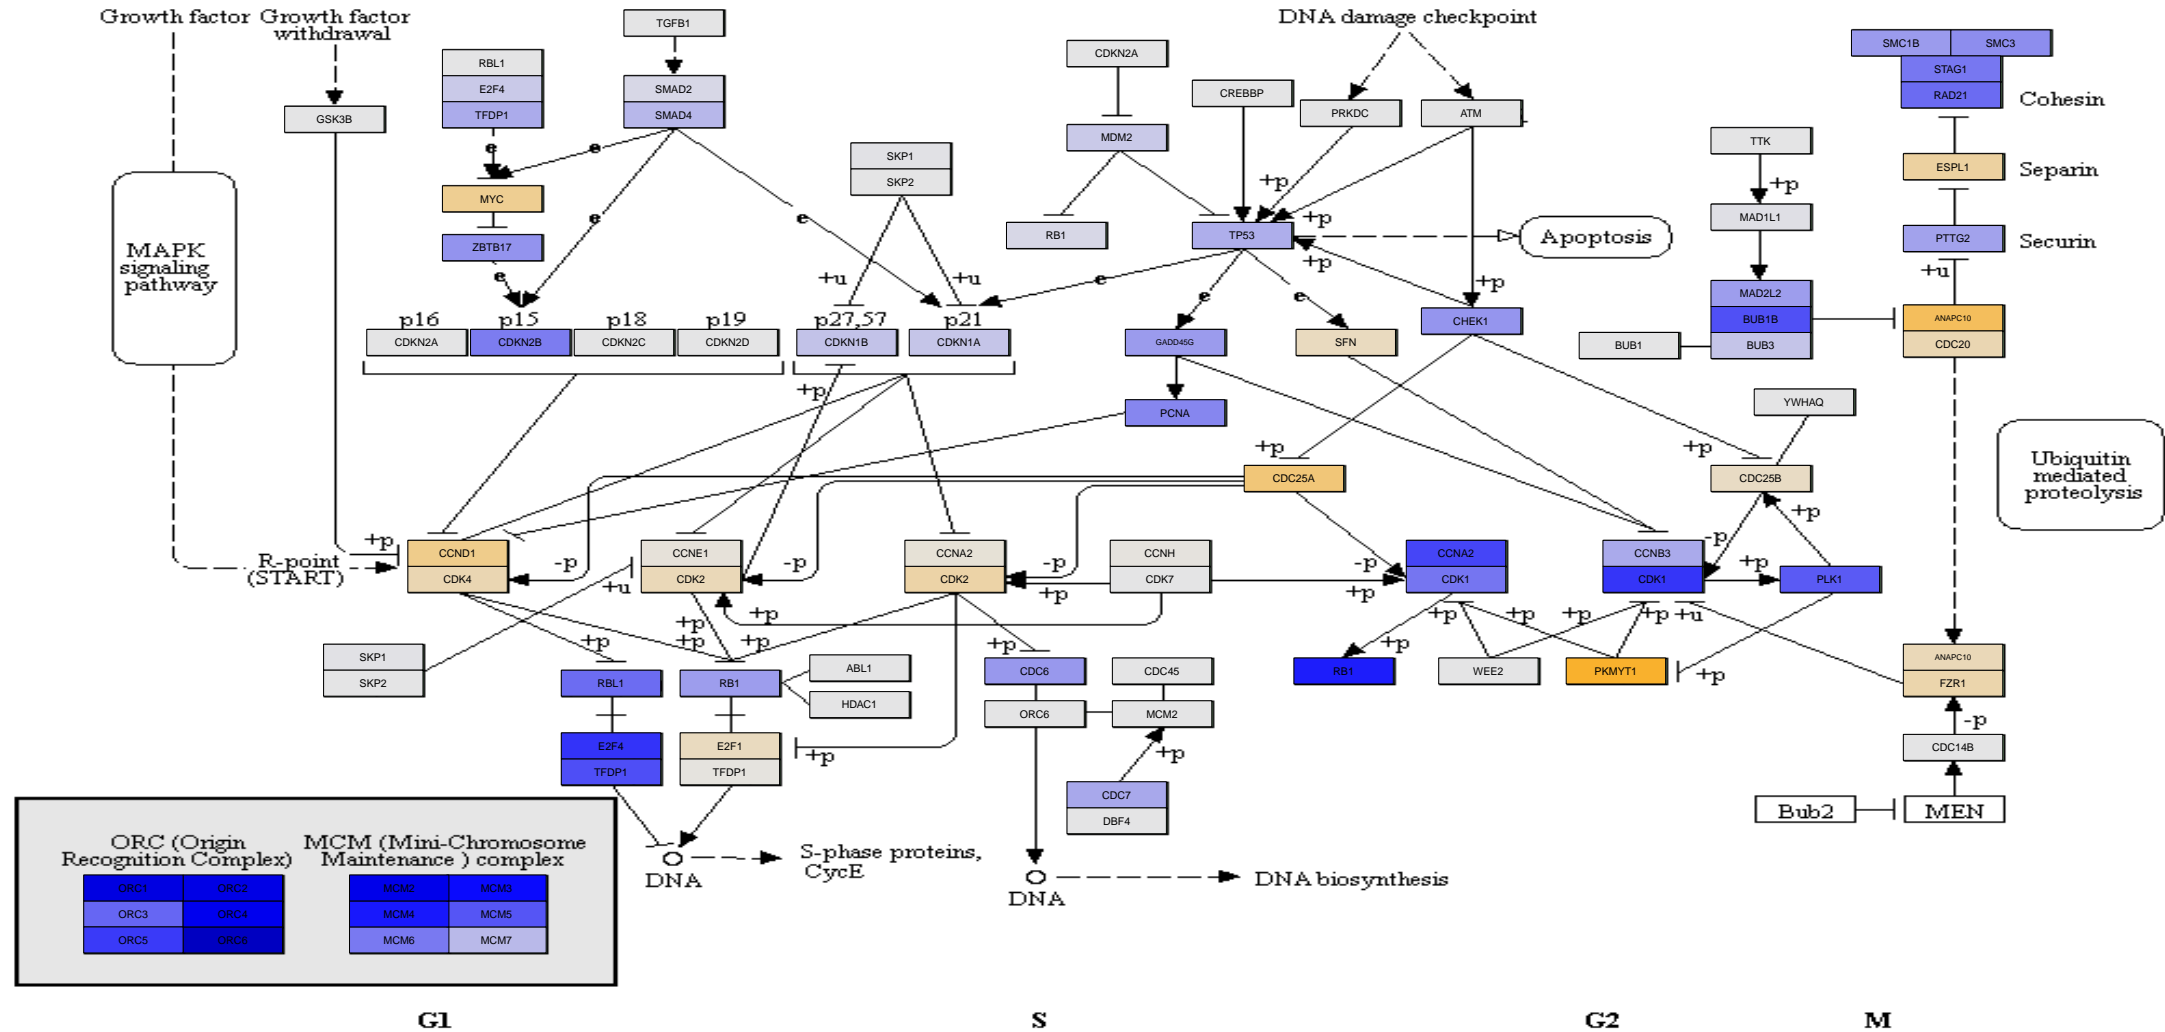 Growth factor
Growth factor
withdrawal
TGFB1
DNA damage checkpoint
RBL1
E2F4
TFDP1
SMAD2
SMAD4
CDKN2A
CREBBP
PRKDC
ATM
SMC1B
SMC3
STAG1
RAD21
Cohesin
GSK3B
MDM2
TTK
e
e
SKP1
SKP2
+p
ESPL1
Separin
MYC
+p
MAD1L1
e
e
RB1
TP53
+p
Apoptosis
PTTG2
Securin
ZBTB17
MAPK
signaling
pathway
e
+u
+u
e
+p
+p
+u
e
e
MAD2L2
BUB1B
BUB3
BUB1
ANAPC10
CDC20
p16
p15
p18
p19
p27,57
p21
CDKN2A
CDKN2B
CDKN2C
CDKN2D
CDKN1B
CDKN1A
GADD45G
SFN
CHEK1
+p
PCNA
YWHAQ
+p
+p
CDC25A
CDC25B
Ubiquitin
mediated
proteolysis
+p
R-point
(START)
+p
CCND1
CDK4
-p
CCNE1
CDK2
-p
CCNA2
CDK2
-p
CCNH
CDK7
-p
CCNA2
CDK1
CCNB3
CDK1
-p
+p
PLK1
+u
+p
+p
+p
+p
+p
+p
+p
+p
+p
+u
+p
+p
+p
SKP1
SKP2
RBL1
RB1
ABL1
HDAC1
CDC6
CDC45
RB1
WEE2
PKMYT1
+p
ANAPC10
FZR1
ORC6
MCM2
-p
E2F4
TFDP1
E2F1
TFDP1
+p
+p
CDC14B
CDC7
DBF4
Bub2
MEN
ORC (Origin
Recognition Complex)
MCM (Mini-Chromosome
Maintenance ) complex
DNA
S-phase proteins,
CycE
DNA
DNA biosynthesis
ORC1
ORC2
MCM2
MCM3
ORC3
ORC4
MCM4
MCM5
ORC5
ORC6
MCM6
MCM7
G1
S
G2
M